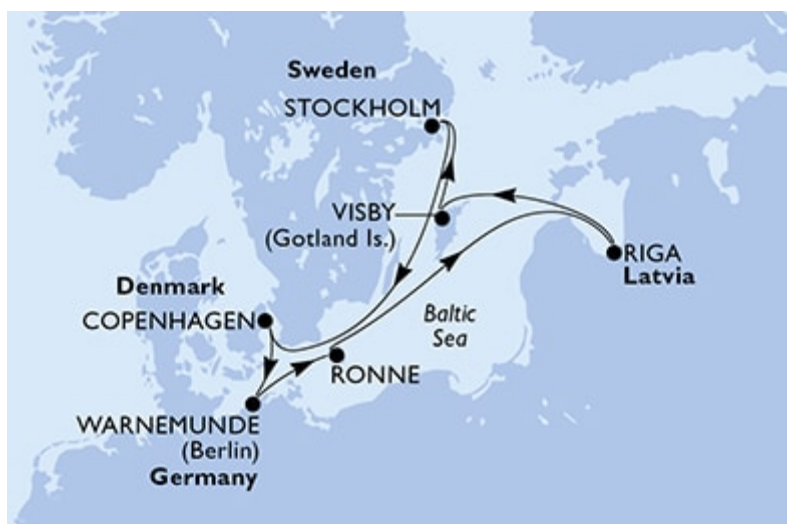 Sweden
STOCKHOLM
VISBY
(Gotland Is.)
RIGA
Latvia
Denmark
COPENHAGEN
Baltic
Sea
RONNE
WARNEMUNDE
(Berlin)
Germany